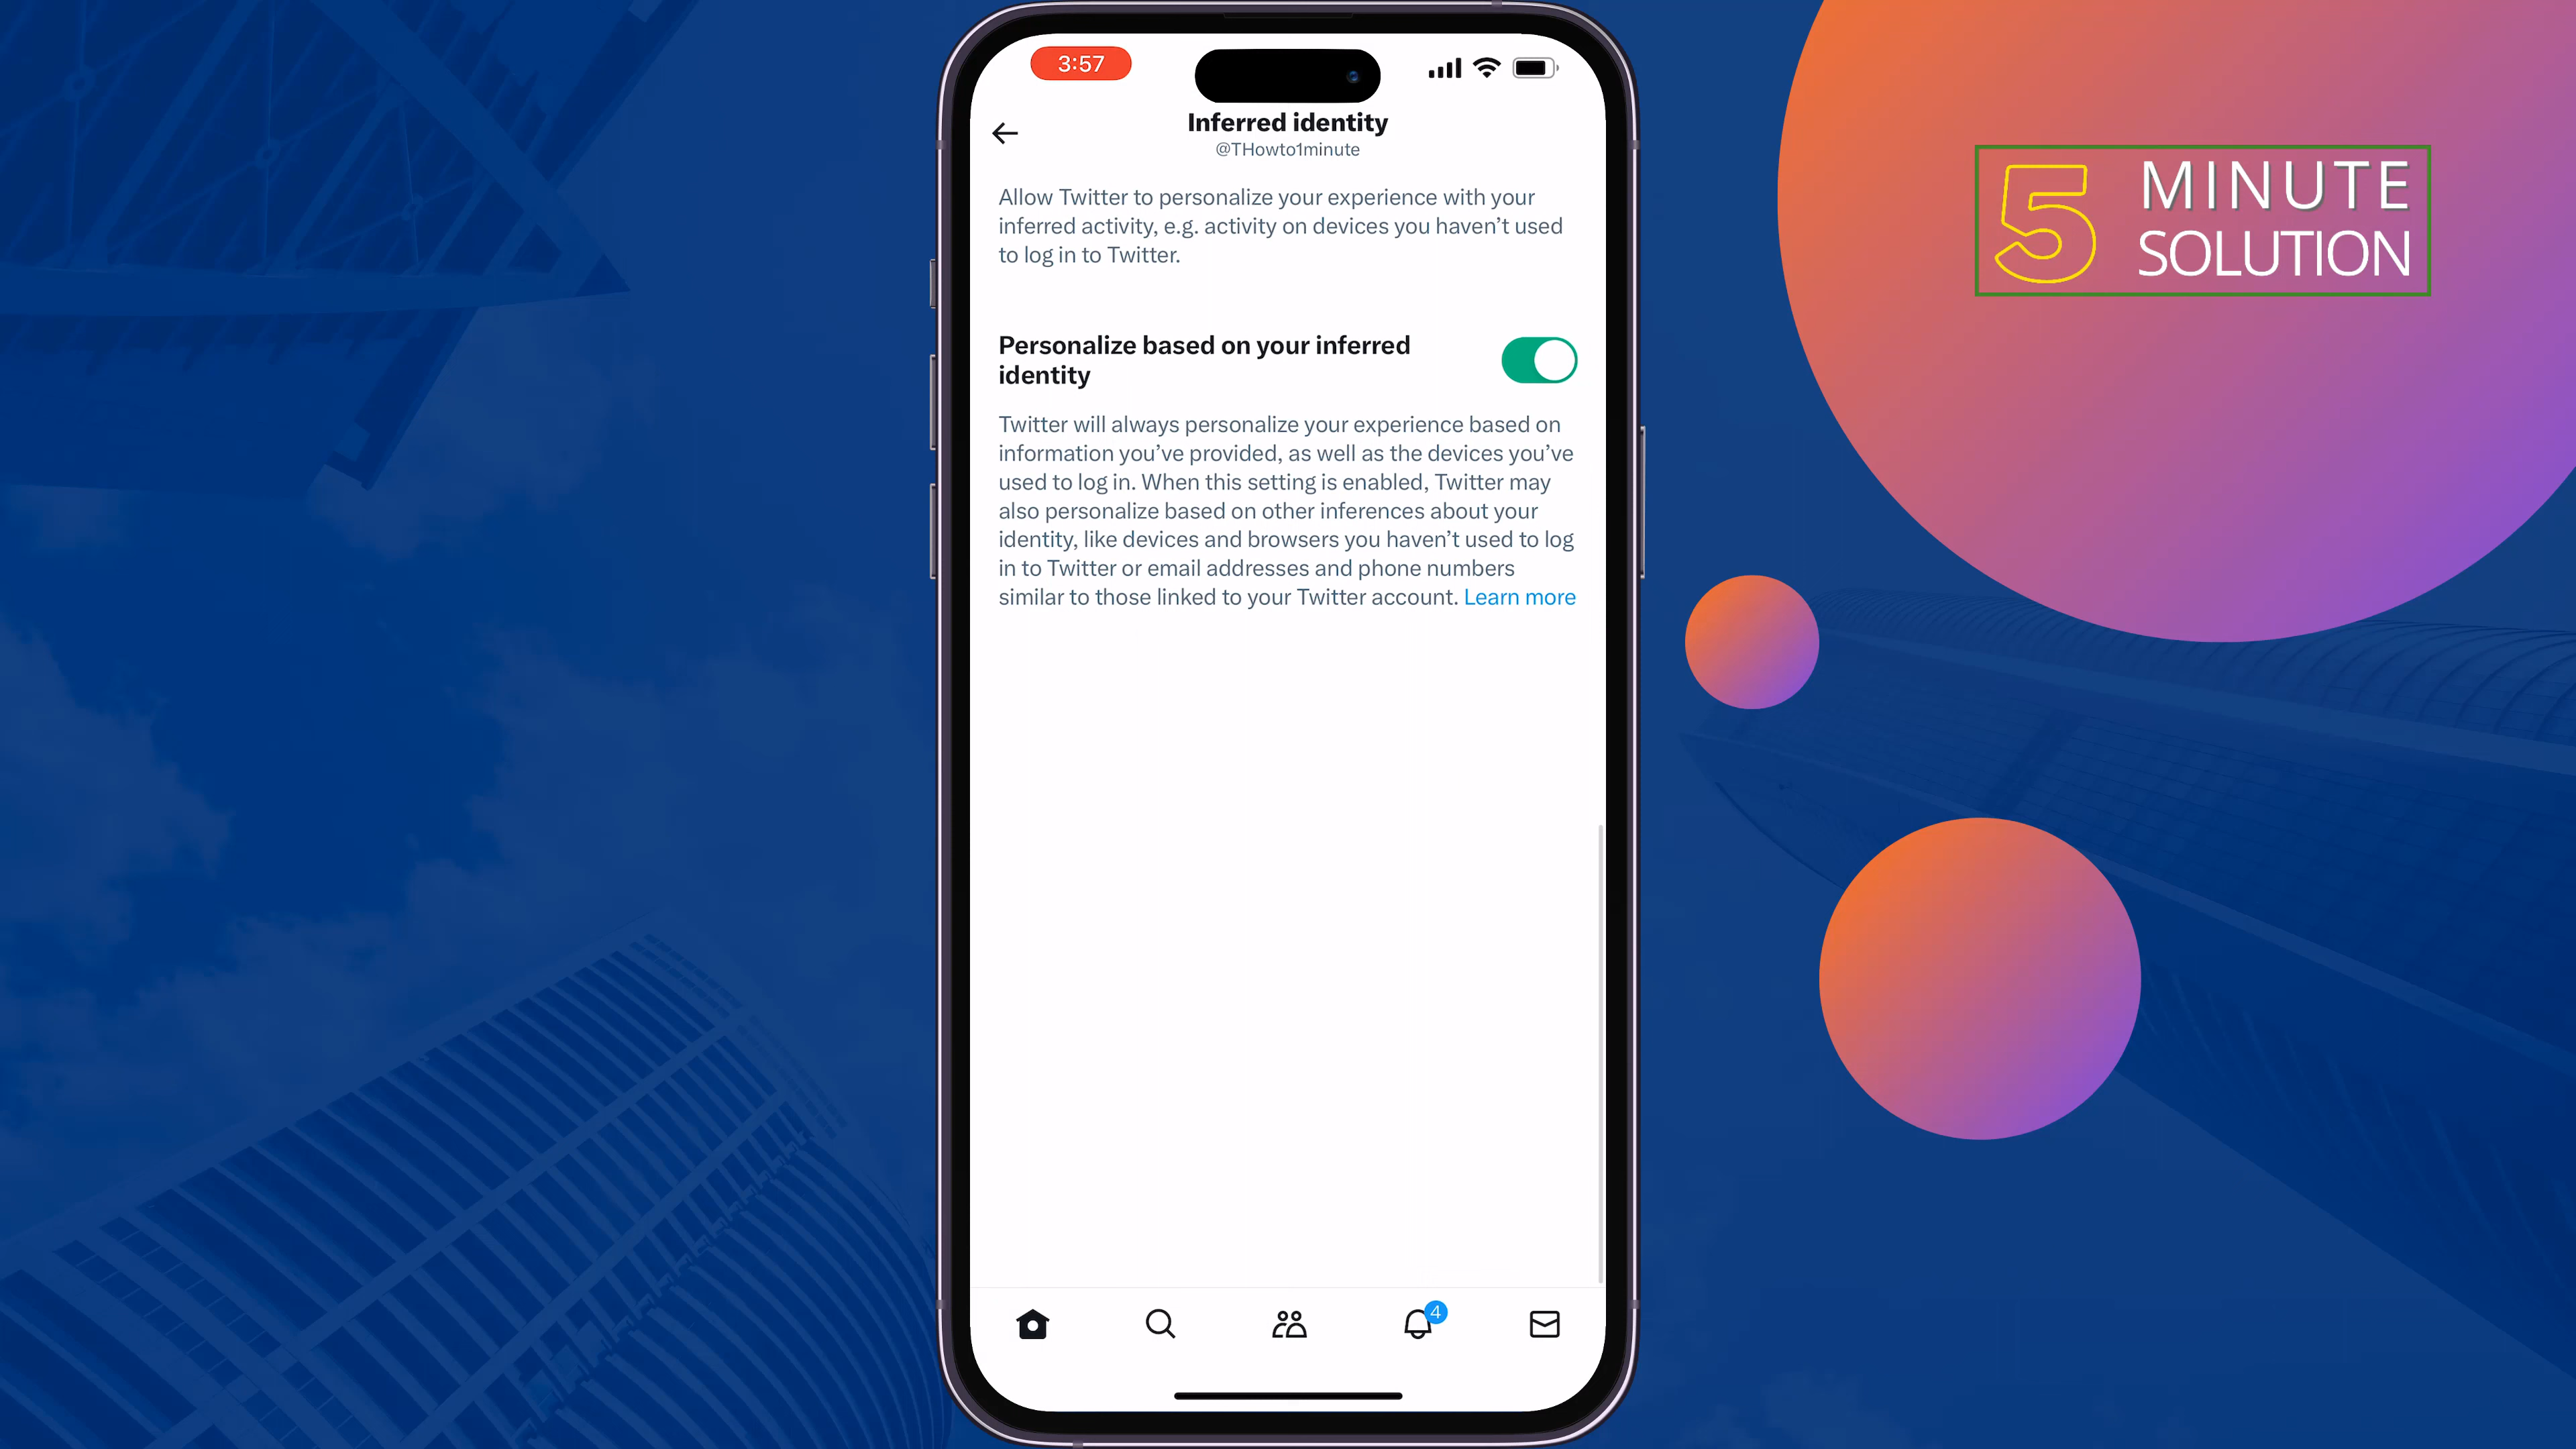 3:57
Inferred identity
@THowto1minute
Allow Twitter to personalize your experience with your
inferred activity, e.g. activity on devices you haven’t used
to log in to Twitter.
Personalize based on your inferred
identity
Twitter will always personalize your experience based on
information you’ve provided, as well as the devices you’ve
used to log in. When this setting is enabled, Twitter may
also personalize based on other inferences about your
identity, like devices and browsers you haven’t used to log
in to Twitter or email addresses and phone numbers
similar to those linked to your Twitter account. Learn more
4
5 MINUTE
SOLUTION